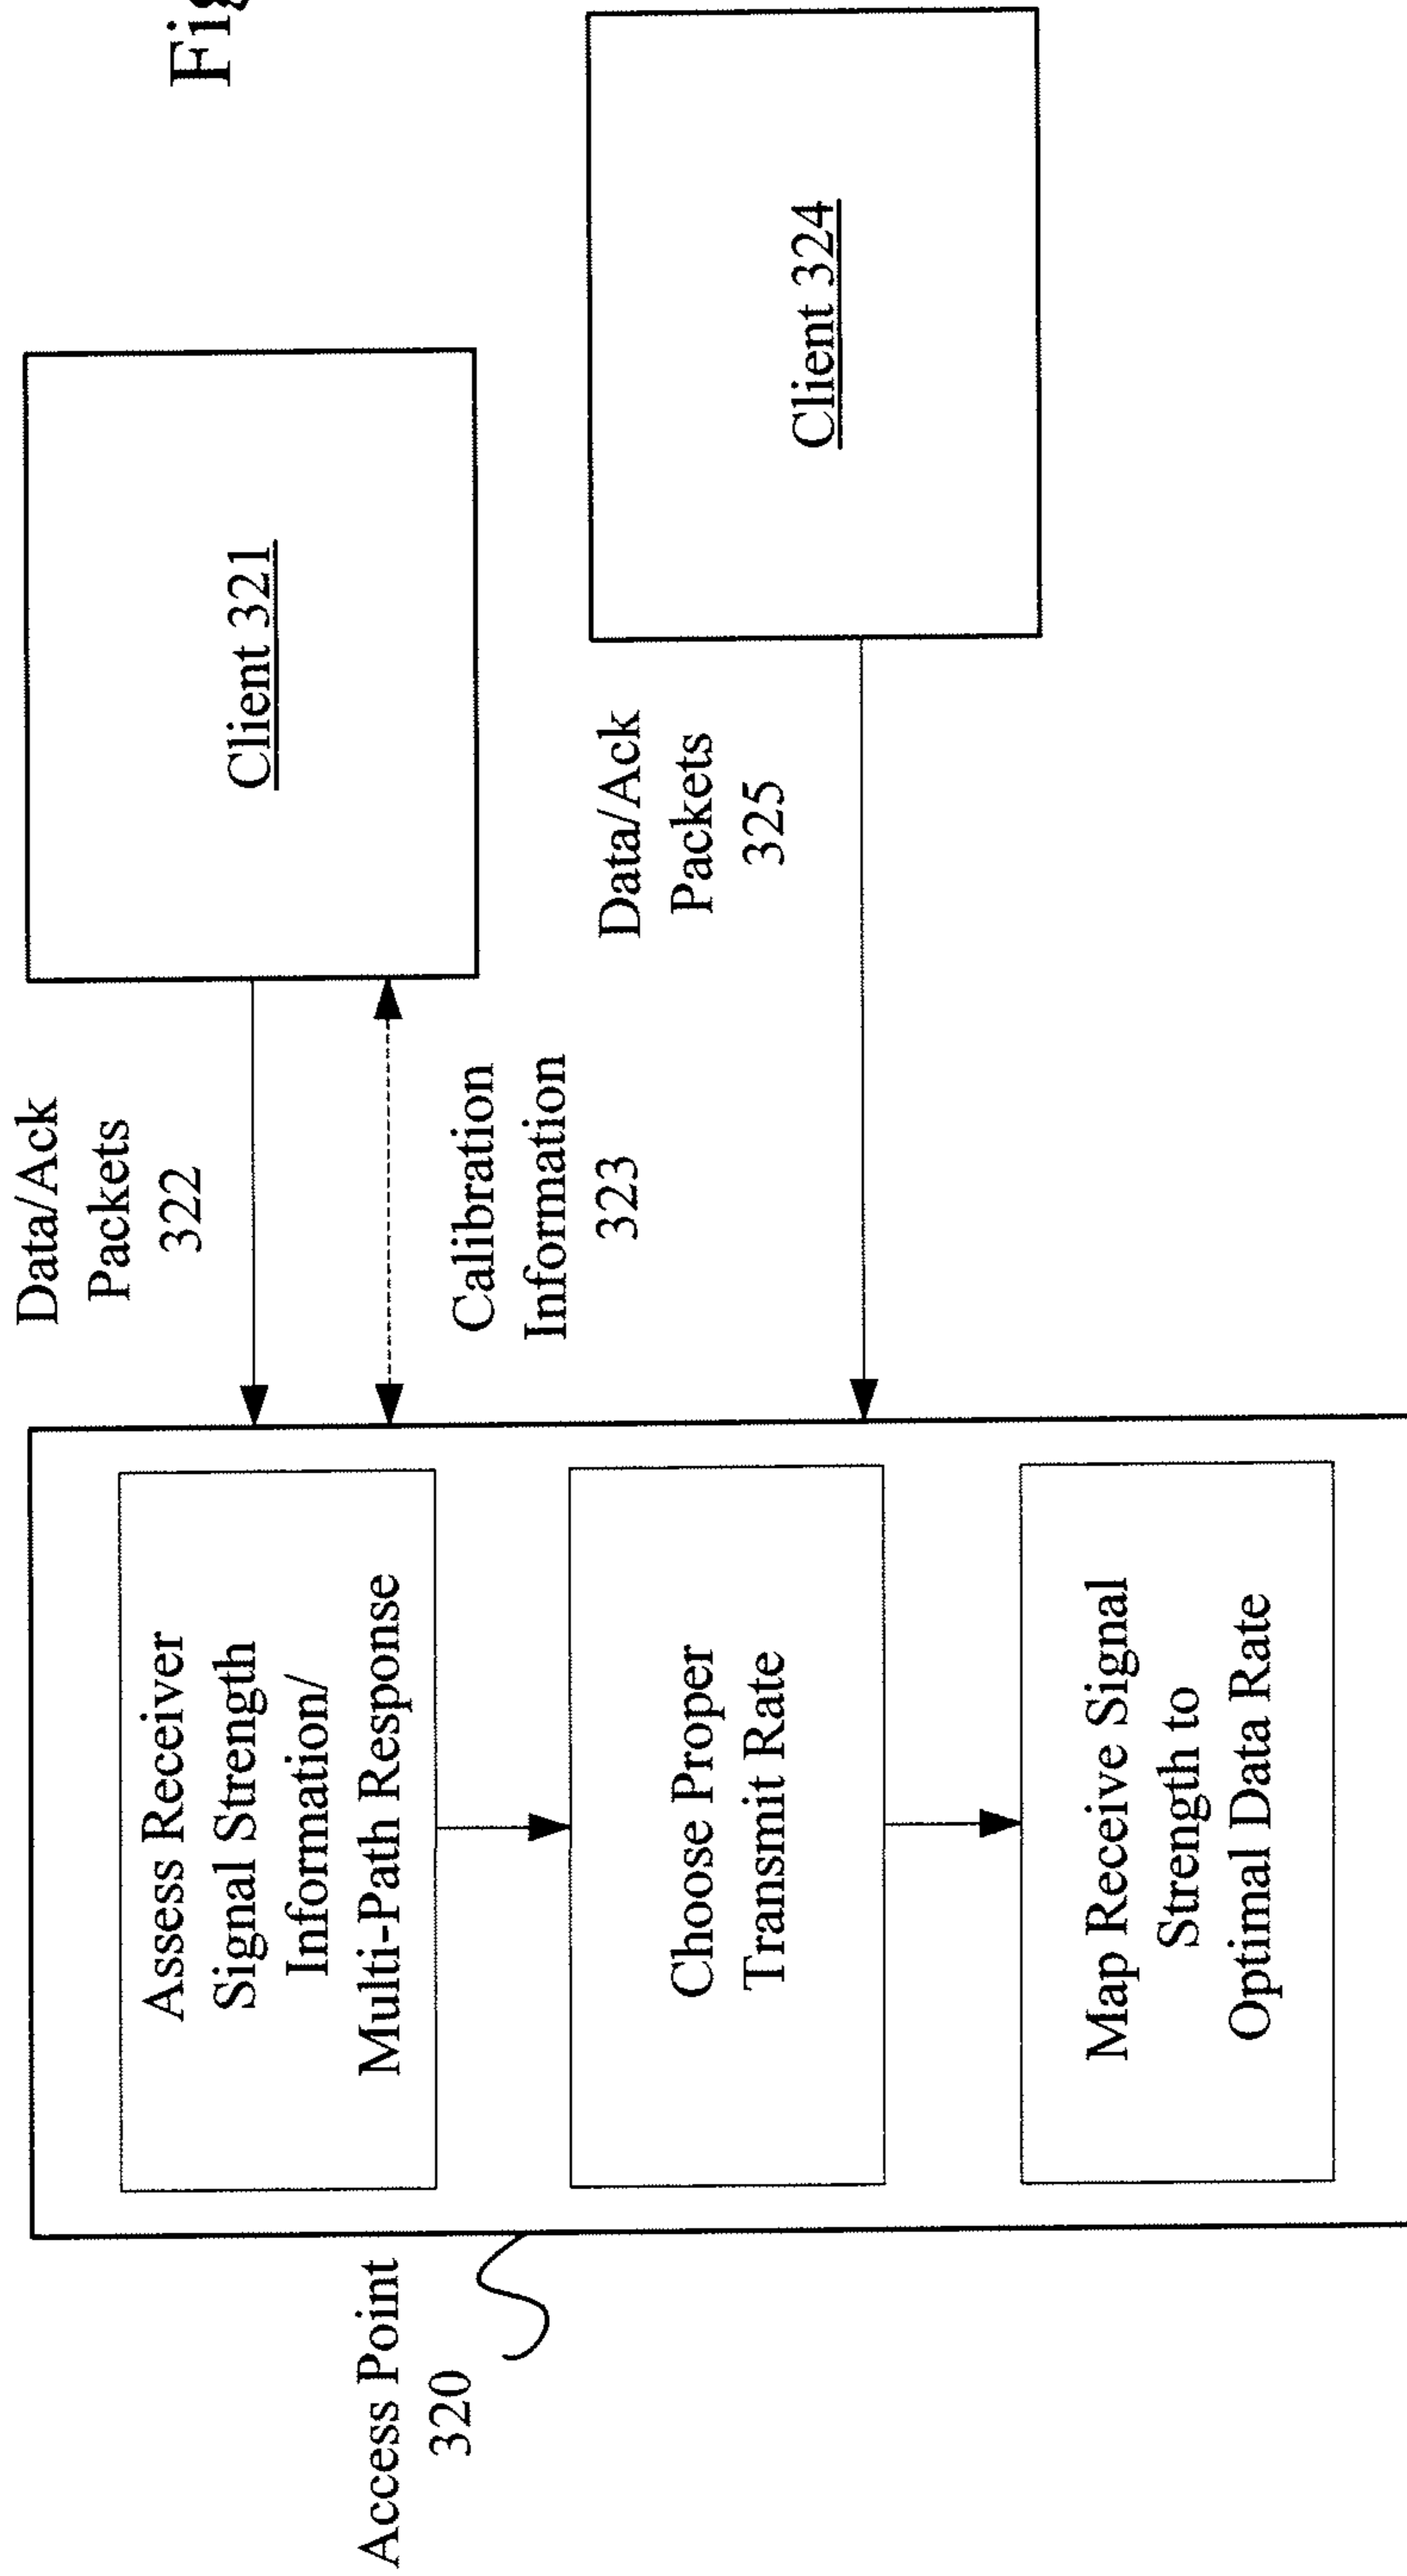 Access Point
320
Assess Receiver
Signal Strength
Information/
Multi-Path Response
Choose Proper
Transmit Rate
Map Receive Signal
Strength to
Optimal Data Rate
Data/Ack
Packets
322
Calibration
Information
323
Client 321
Data/Ack
Packets
325
Client 324